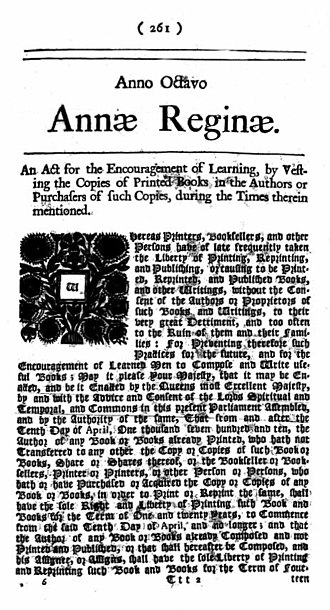 ( 261 )
Anno Octavo
Annæ Reginæ.
An Act for the Encouragement of Learning, by Vest-
ing the Copies of Printed Books in the Authors or
Purchasers of such Copies, during the Times therein
mentioned.
Whereas Printers, Booksellers, and other
Persons have of late frequently taken
the Liberty of Printing, Reprinting,
and Publishing, or causing to be Print-
ed, Reprinted, and Published Books,
and other Writings, without the Con-
sent of the Authors or Proprietors of
such Books and Writings, to their
very great Detriment, and too often
to the Ruin of them and their Fami-
lies : For Preventing therefore such
Practices for the future, and for the
Encouragement of Learned Men to Compose and Write use-
ful Books ; May it please Your Majesty, that it may be En-
acted, and be it Enacted by the Queens most Excellent Majesty,
by and with the Advice and Consent of the Lords Spiritual and
Temporal, and Commons in this present Parliament Assembled,
and by the Authority of the same, That from and after the
Tenth Day of April, One thousand seven hundred and ten, the
Author of any Book or Books already Printed, who hath not
Transferred to any other the Copy or Copies of such Book or
Books, Share or Shares thereof, or the Bookseller or Book-
sellers, Printer or Printers, or other Person or Persons, who
hath or have Purchased or Acquired the Copy or Copies of any
Book or Books, in order to Print or Reprint the same, shall
have the sole Right and Liberty of Printing such Book and
Books for the Term of One and twenty Years, to Commence
from the said Tenth Day of April, and no longer ; and that
the Author of any Book or Books already Composed and not
Printed and Published, or that shall hereafter be Composed, and
his Assignee, or Assigns, shall have the sole Liberty of Printing
and Reprinting such Book and Books for the Term of Four-
6 Ttt 2 teen